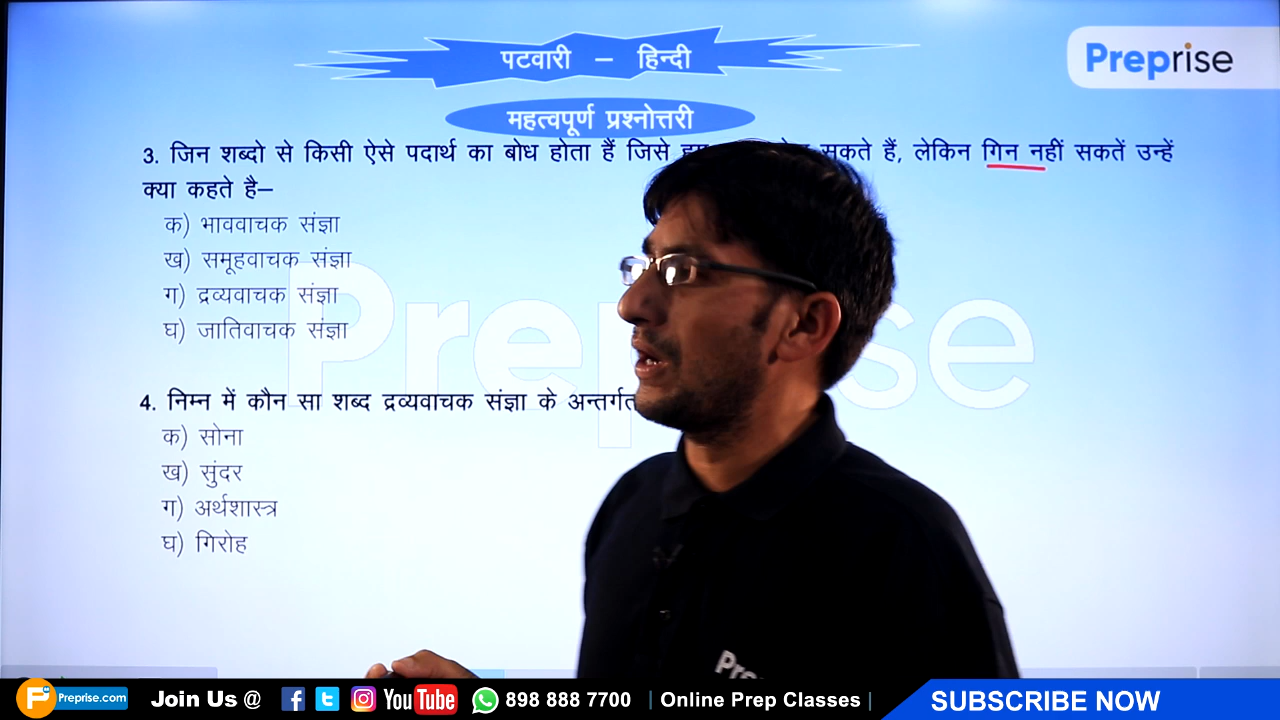 पटवारी – हिन्दी
Preprise
महत्वपूर्ण प्रश्नोत्तरी
3. जिन शब्दो से किसी ऐसे पदार्थ का बोध होता हैं जिसे सकते हैं, लेकिन गिन नहीं सकतें उन्हें
क्या कहते है–
क) भाववाचक संज्ञा
ख) समूहवाचक संज्ञा
ग) द्रव्यवाचक संज्ञा
घ) जातिवाचक संज्ञा
4. निम्न में कौन सा शब्द द्रव्यवाचक संज्ञा के अन्तर्गत
क) सोना
ख) सुंदर
ग) अर्थशास्त्र
घ) गिरोह
Preprise.com Join Us @ YouTube 898 888 7700 | Online Prep Classes | SUBSCRIBE NOW